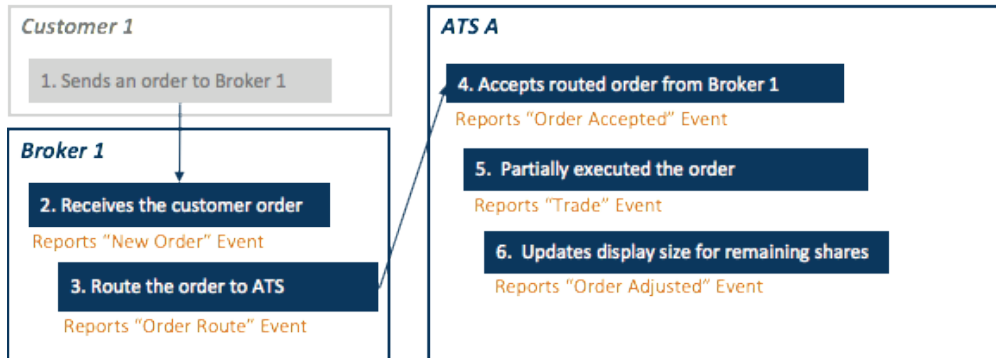 Customer 1
1. Sends an order to Broker 1
Broker 1
2. Receives the customer order
Reports “New Order” Event
3. Route the order to ATS
Reports “Order Route” Event
ATS A
4. Accepts routed order from Broker 1
Reports “Order Accepted” Event
5. Partially executed the order
Reports “Trade” Event
6. Updates display size for remaining shares
Reports “Order Adjusted” Event